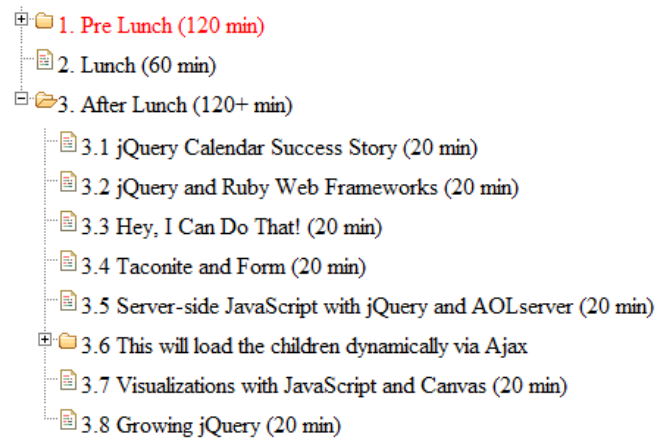 1. Pre Lunch (120 min)
2. Lunch (60 min)
3. After Lunch (120+ min)
3.1 jQuery Calendar Success Story (20 min)
3.2 jQuery and Ruby Web Frameworks (20 min)
3.3 Hey, I Can Do That! (20 min)
3.4 Taconite and Form (20 min)
3.5 Server-side JavaScript with jQuery and AOLserver (20 min)
3.6 This will load the children dynamically via Ajax
3.7 Visualizations with JavaScript and Canvas (20 min)
3.8 Growing jQuery (20 min)